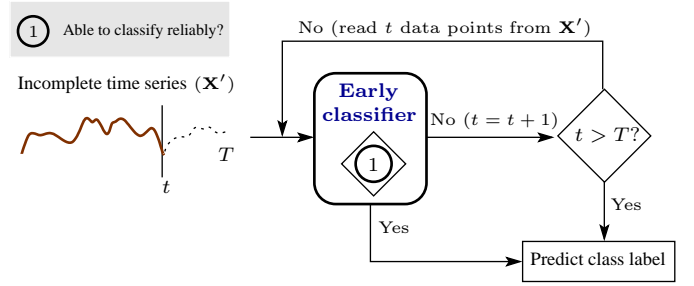 1 Able to classify reliably?
No (read t data points from X′)
Incomplete time series (X′)
Early
classifier
1
No (t = t + 1)
t > T?
T
t
Yes
Yes
Predict class label